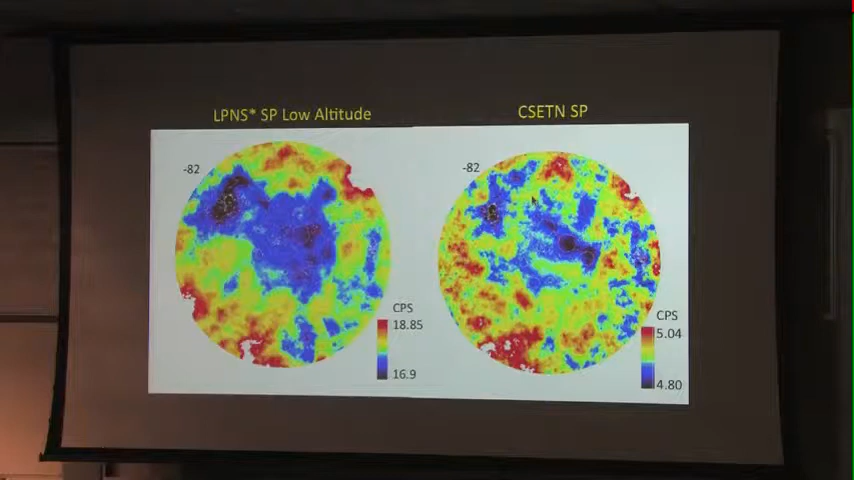 LPNS* SP Low Altitude
CSETN SP
-82
-82
CPS
18.85
16.9
CPS
5.04
4.80